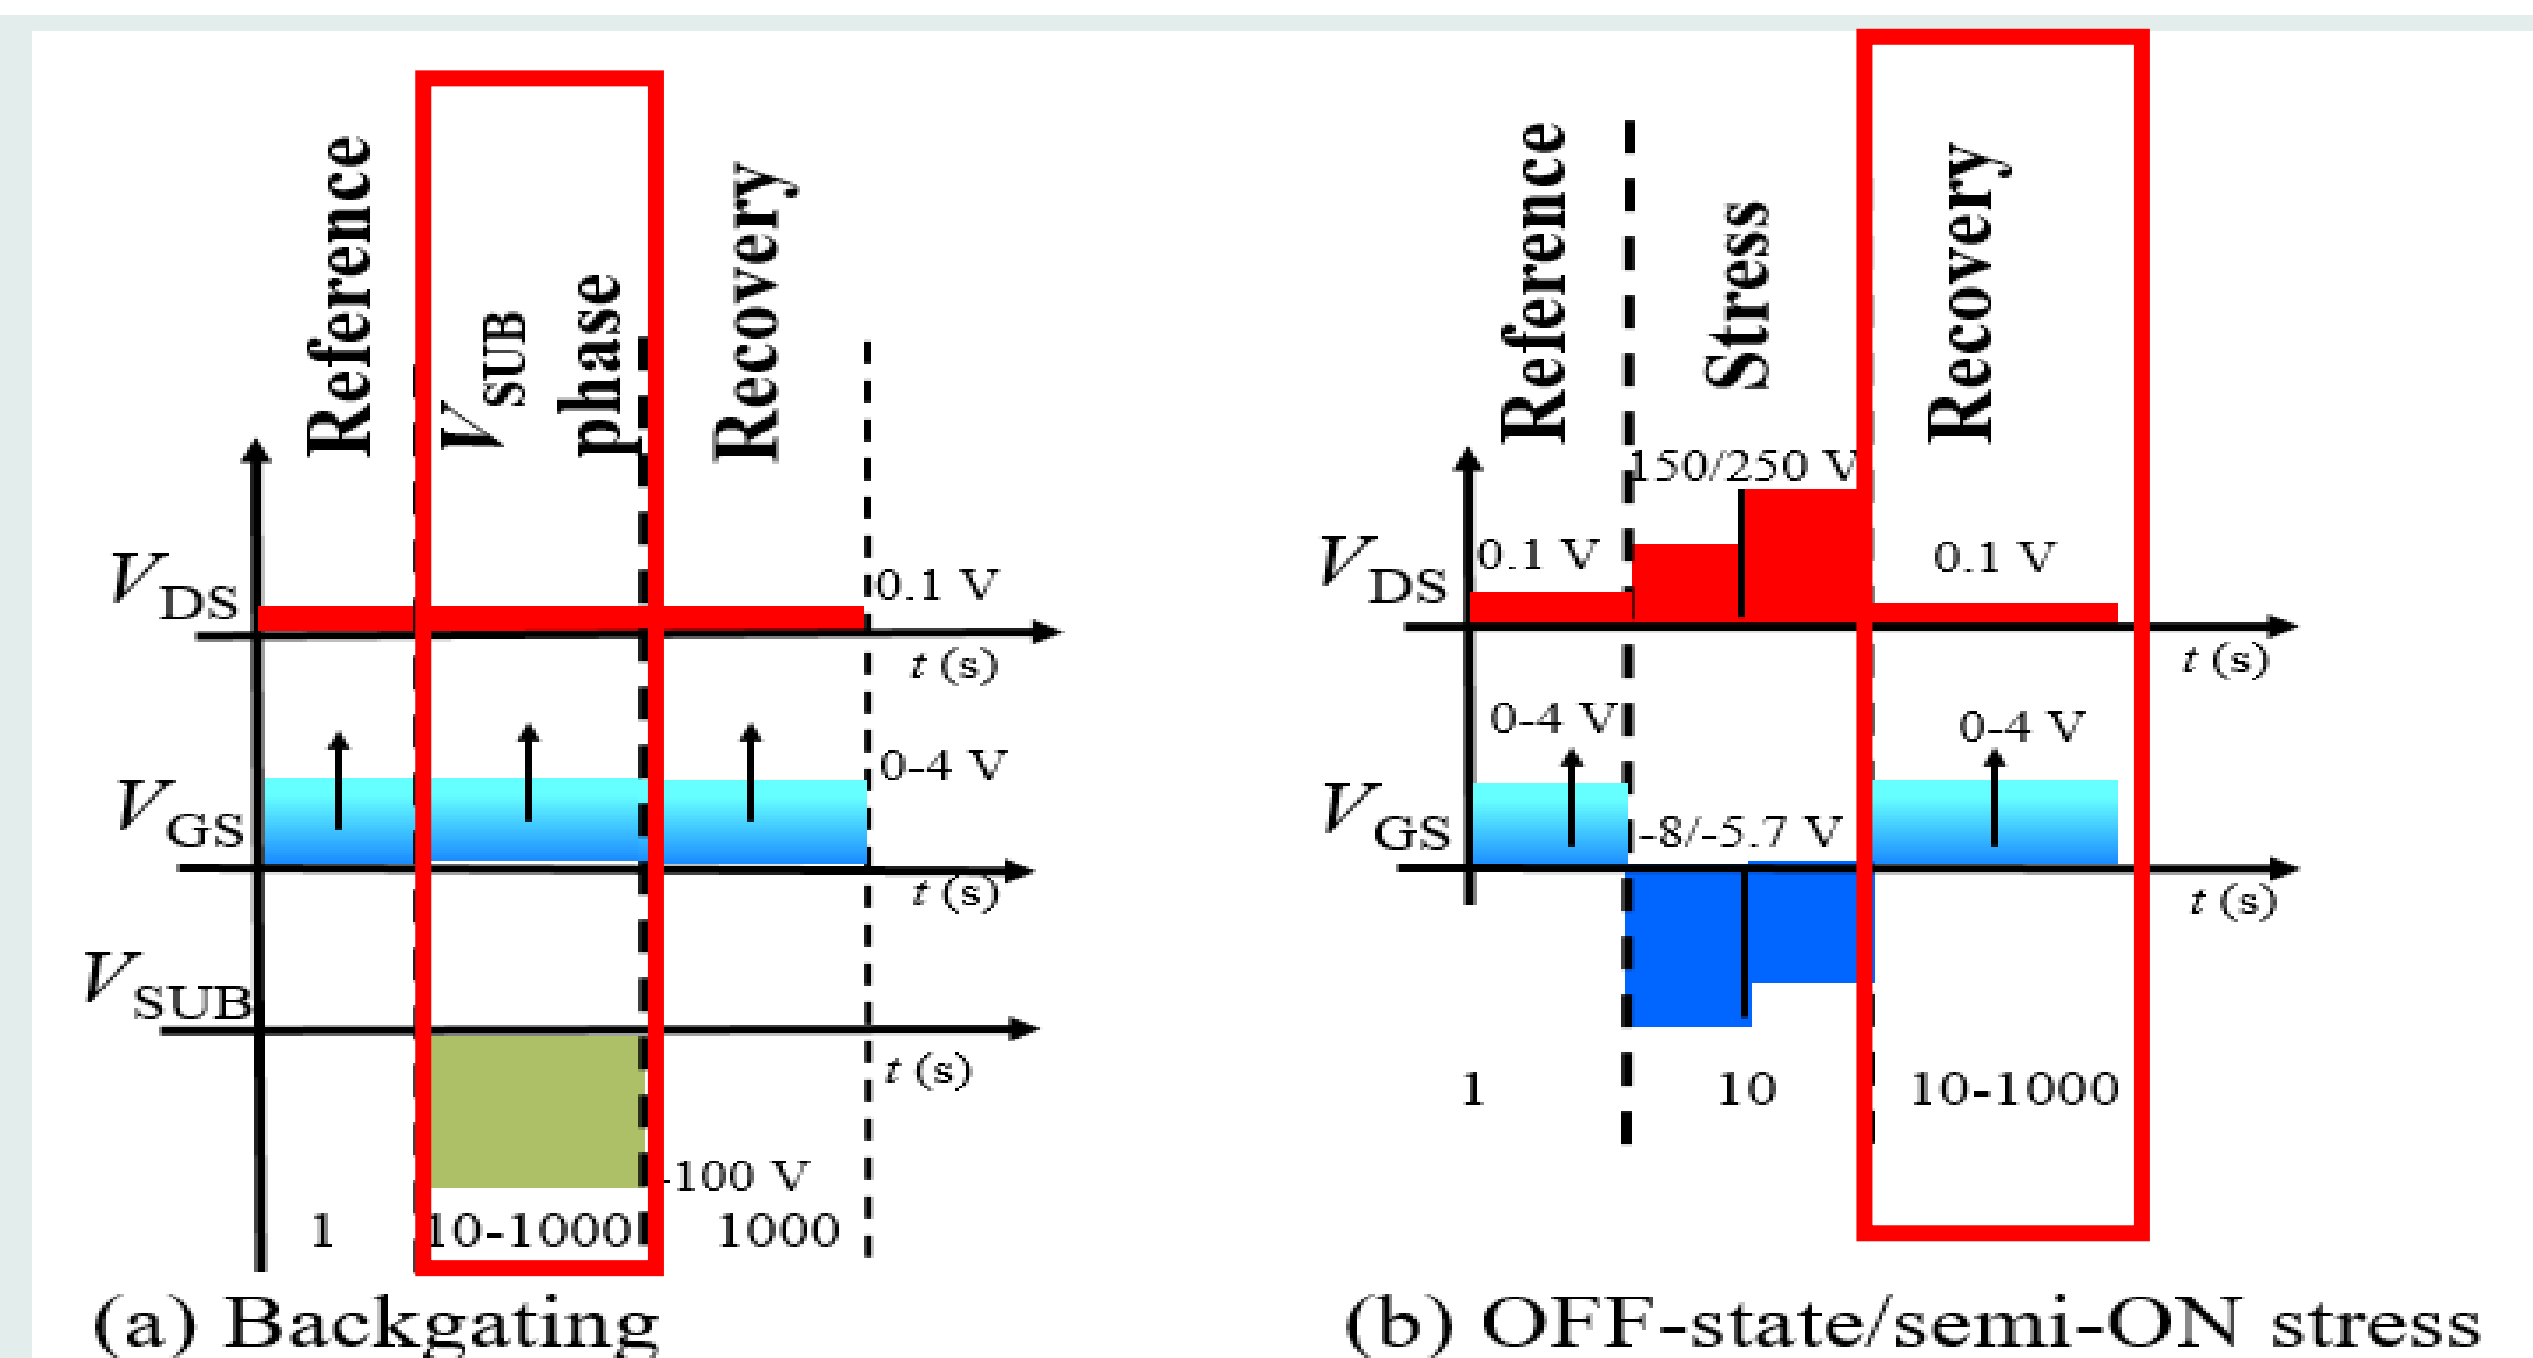 Reference
VSUB
phase
Recovery
VDS
0.1 V
t (s)
VGS
0-4 V
t (s)
VSUB
t (s)
-100 V
1
10-1000
1000
(a) Backgating
Reference
Stress
Recovery
150/250 V
VDS
0.1 V
0.1 V
t (s)
0-4 V
0-4 V
VGS
-8/-5.7 V
t (s)
1
10
10-1000
(b) OFF-state/semi-ON stress